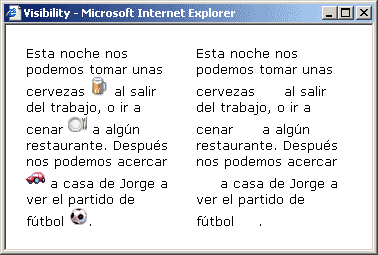 Visibility - Microsoft Internet Explorer
Esta noche nos
podemos tomar unas
cervezas al salir
del trabajo, o ir a
cenar a algún
restaurante. Después
nos podemos acercar
a casa de Jorge a
ver el partido de
fútbol .
Esta noche nos
podemos tomar unas
cervezas al salir
del trabajo, o ir a
cenar a algún
restaurante. Después
nos podemos acercar
a casa de Jorge a
ver el partido de
fútbol .